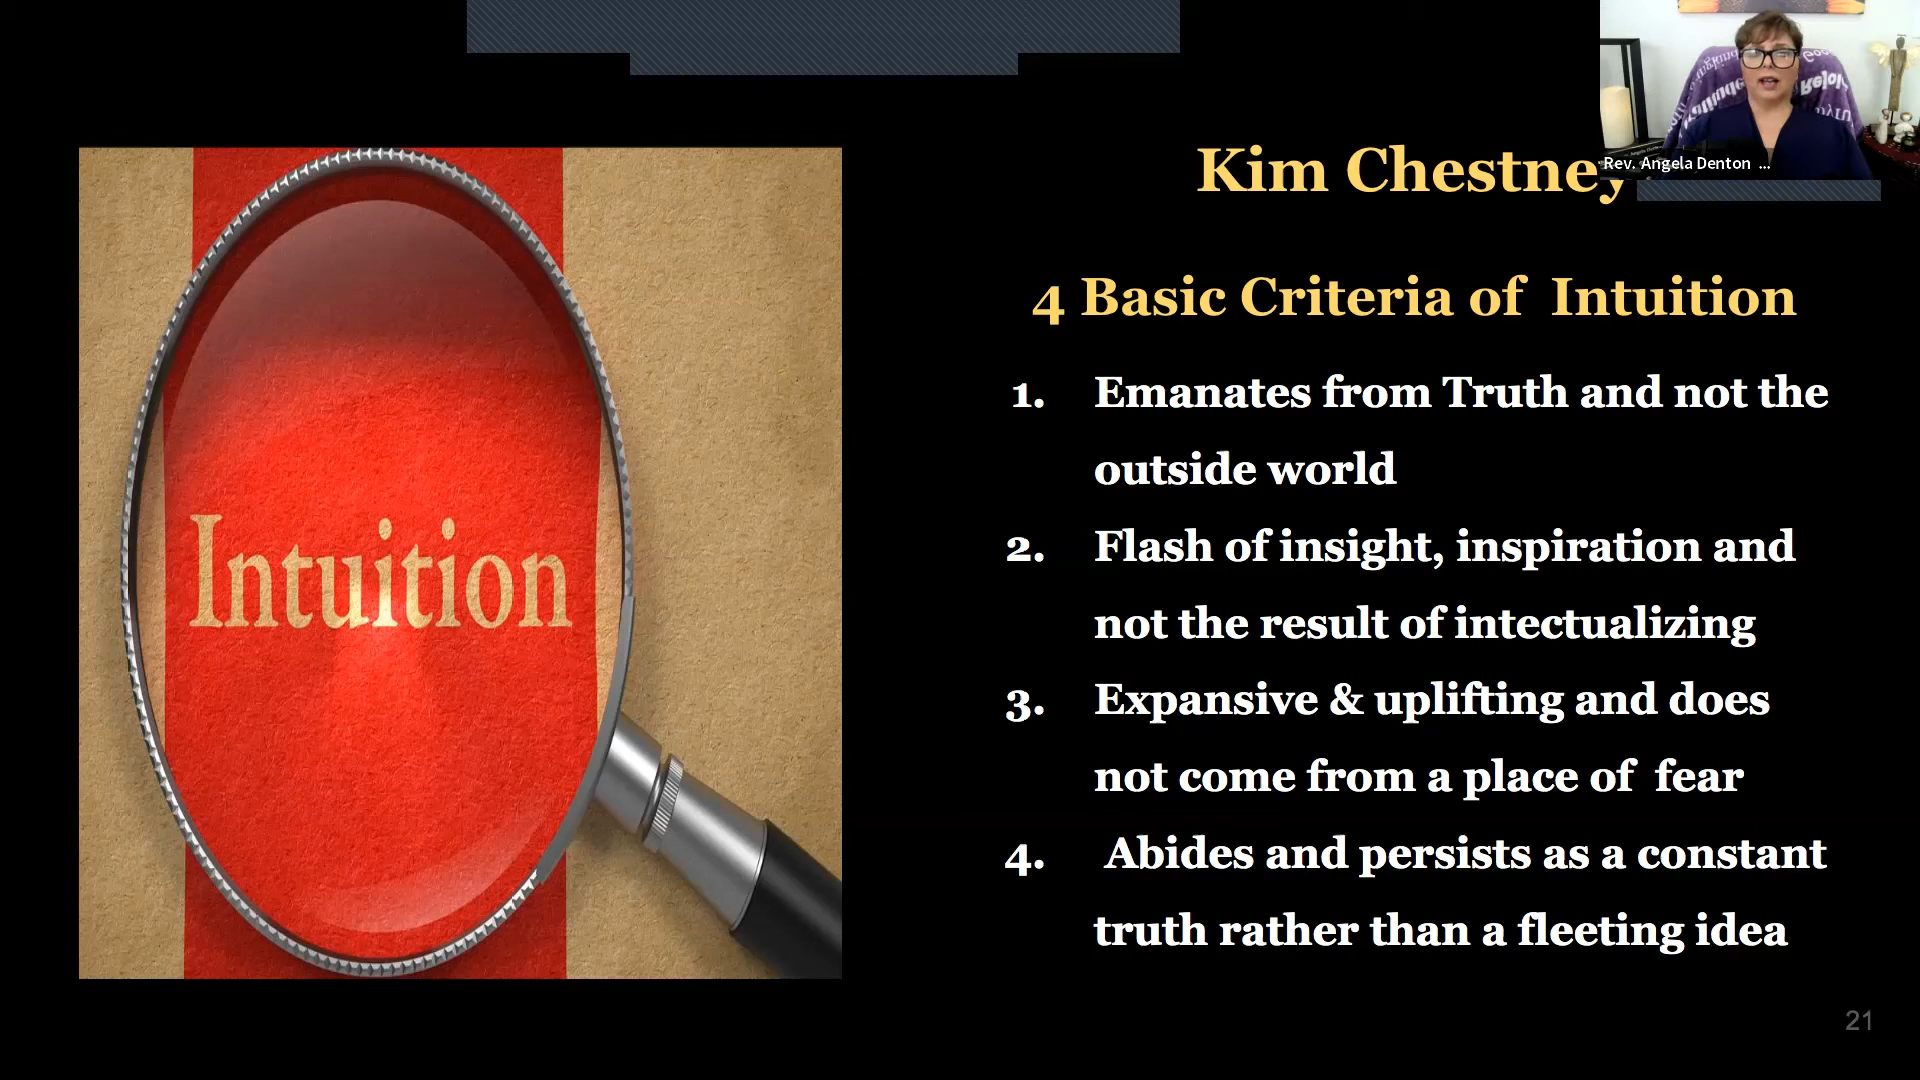 Kim Chestney
Rev. Angela Denton ...
4 Basic Criteria of Intuition
1. Emanates from Truth and not the
outside world
2. Flash of insight, inspiration and
not the result of intectualizing
3. Expansive & uplifting and does
not come from a place of fear
4. Abides and persists as a constant
truth rather than a fleeting idea
Intuition
21